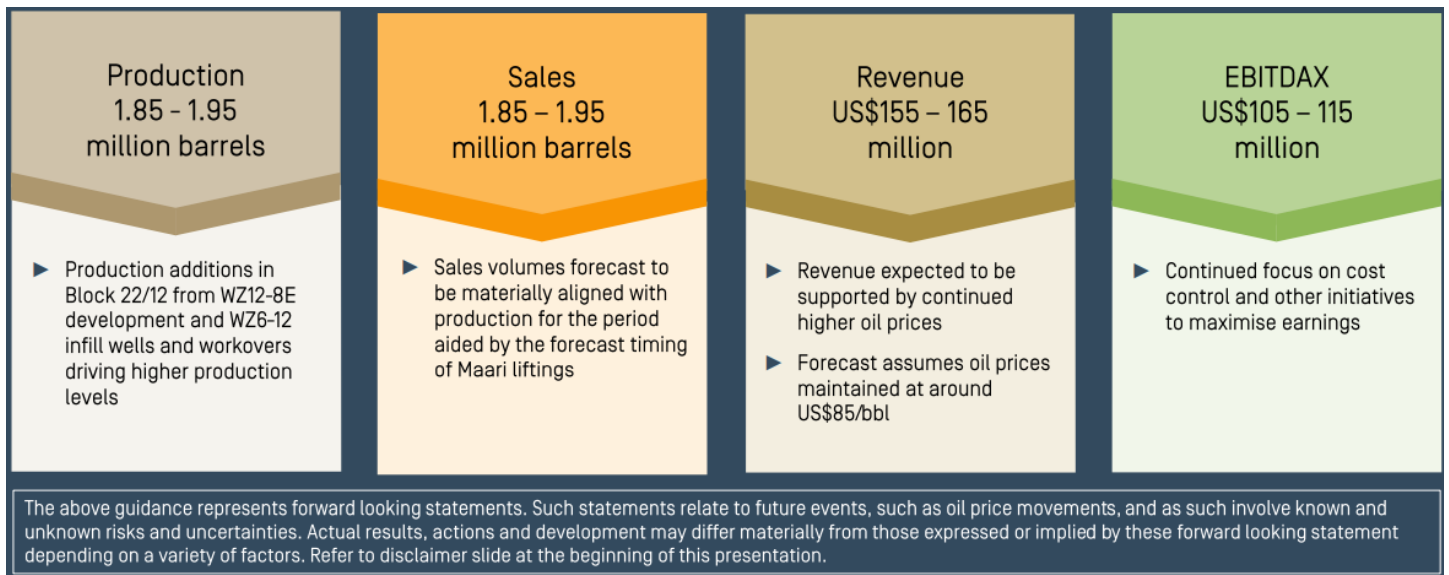 Production
1.85 - 1.95
million barrels
Sales
1.85 – 1.95
million barrels
Revenue
US$155 – 165
million
EBITDAX
US$105 – 115
million
► Production additions in
Block 22/12 from WZ12-8E
development and WZ6-12
infill wells and workovers
driving higher production
levels
► Sales volumes forecast to
be materially aligned with
production for the period
aided by the forecast timing
of Maari liftings
► Revenue expected to be
supported by continued
higher oil prices
► Forecast assumes oil prices
maintained at around
US$85/bbl
► Continued focus on cost
control and other initiatives
to maximise earnings
The above guidance represents forward looking statements. Such statements relate to future events, such as oil price movements, and as such involve known and
unknown risks and uncertainties. Actual results, actions and development may differ materially from those expressed or implied by these forward looking statement
depending on a variety of factors. Refer to disclaimer slide at the beginning of this presentation.